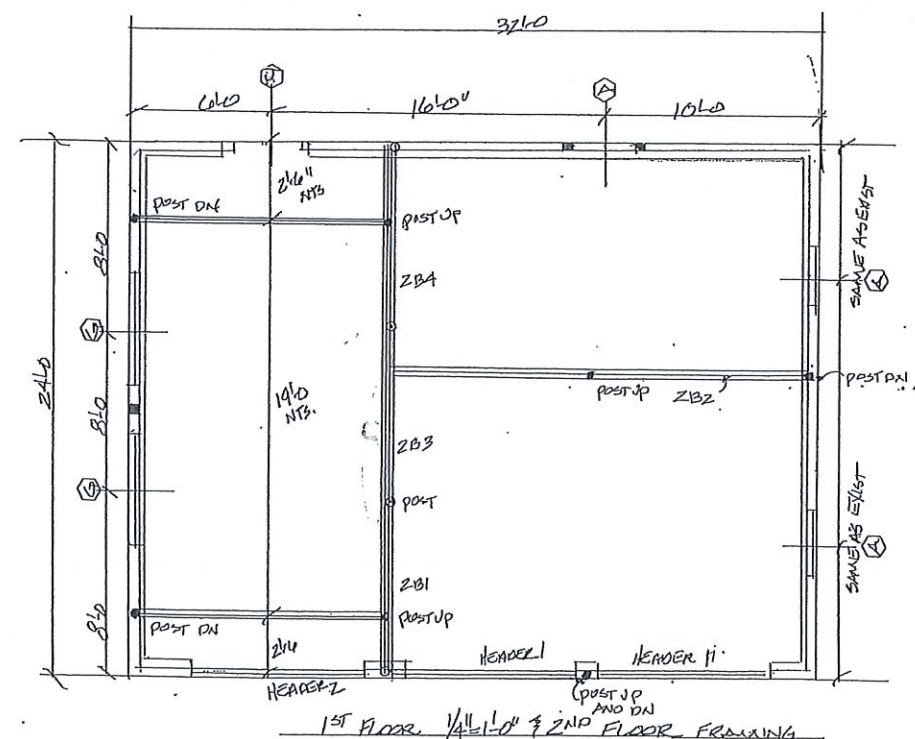 32'-0
6'-0
16'-0"
10'-0
2'-6"
NTS
POST DN
POST UP
8'-0
2B4
SAME AS EXIST
A
24'-0
8'-0
19'-0
NTS.
POST UP
2B2
POST DN
2B3
POST
SAME AS EXIST
A
8'-0
2B1
POST DN
POST UP
2'-6
HEADER 1
HEADER 11
HEADER 2
POST UP
AND DN
1ST FLOOR 1/4"=1'-0" & 2ND FLOOR FRAMING